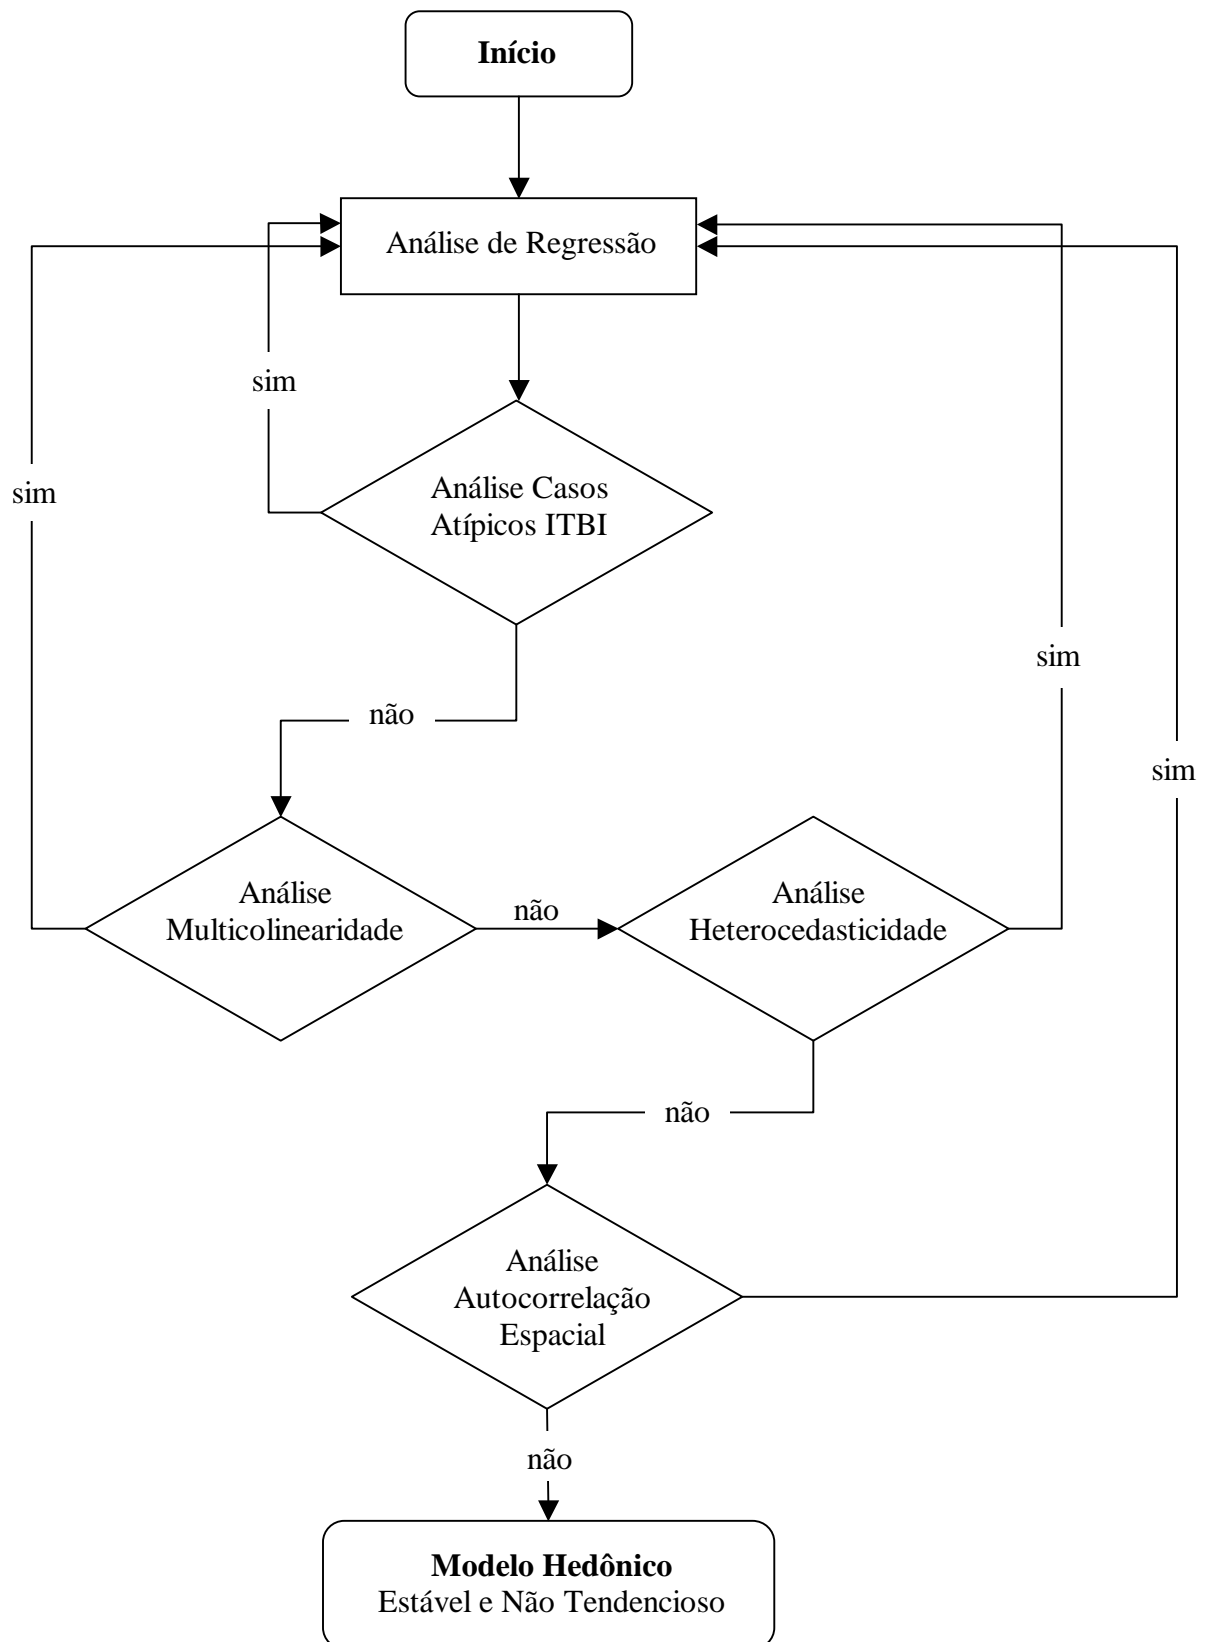 Início
Análise de Regressão
sim
Análise Casos
Atípicos ITBI
sim
sim
não
sim
Análise
Multicolinearidade
não
Análise
Heterocedasticidade
não
Análise
Autocorrelação
Espacial
não
Modelo Hedônico
Estável e Não Tendencioso